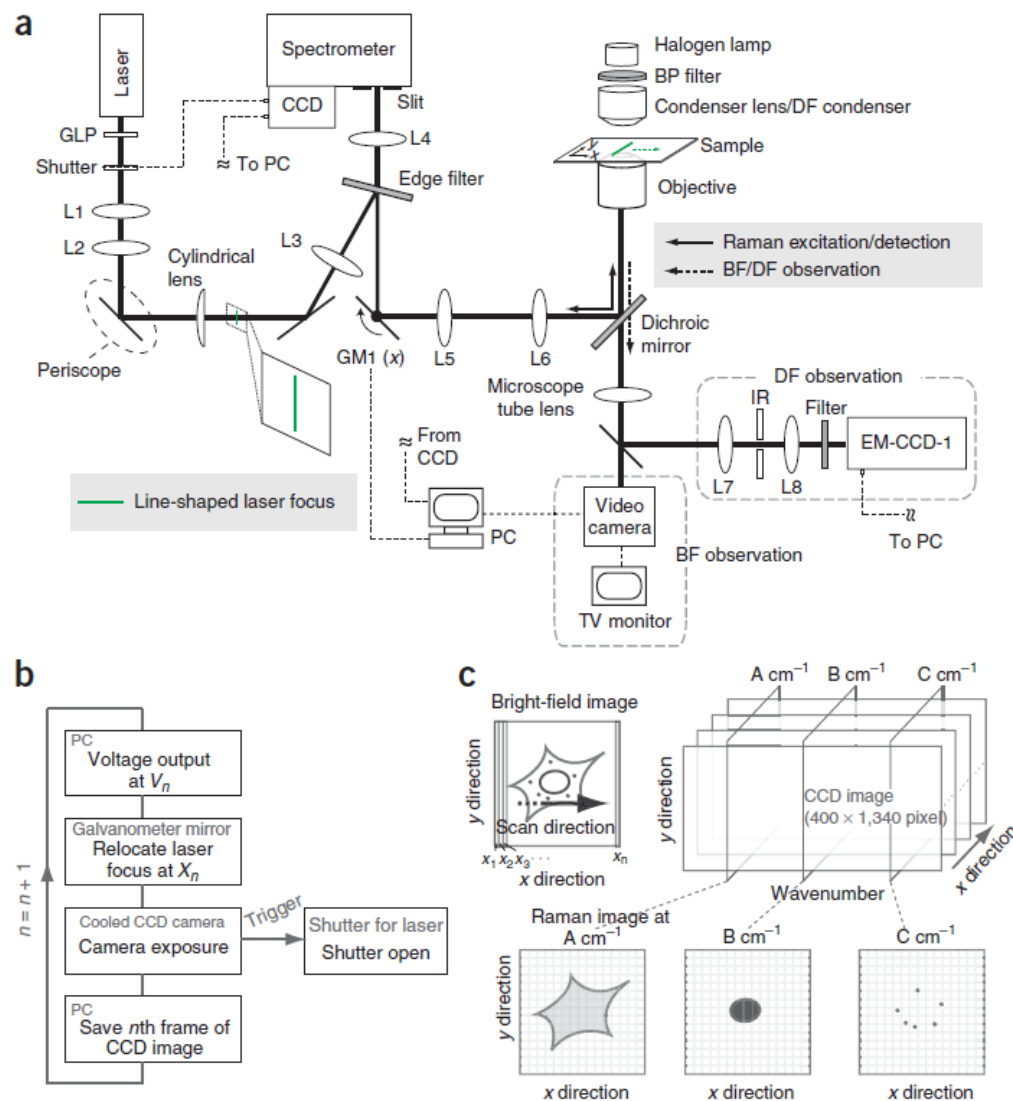 a
Laser
GLP
Shutter
L1
L2
Periscope
Cylindrical
lens
Spectrometer
CCD
Slit
To PC
L4
Edge filter
L3
GM1 (x)
L5
L6
Halogen lamp
BP filter
Condenser lens/DF condenser
y
x
Sample
Objective
Raman excitation/detection
BF/DF observation
Dichroic
mirror
Microscope
tube lens
DF observation
IR
Filter
EM-CCD-1
L7
L8
To PC
From
CCD
PC
Video
camera
BF observation
TV monitor
Line-shaped laser focus
b
n = n + 1
PC
Voltage output
at Vn
Galvanometer mirror
Relocate laser
focus at Xn
Cooled CCD camera
Camera exposure
Trigger
Shutter for laser
Shutter open
PC
Save nth frame of
CCD image
c
Bright-field image
y direction
Scan direction
x1 x2 x3 ··· xn
x direction
A cm–1 B cm–1 C cm–1
y direction
CCD image
(400 × 1,340 pixel)
x direction
Wavenumber
Raman image at
A cm–1
B cm–1
C cm–1
y direction
x direction
x direction
x direction